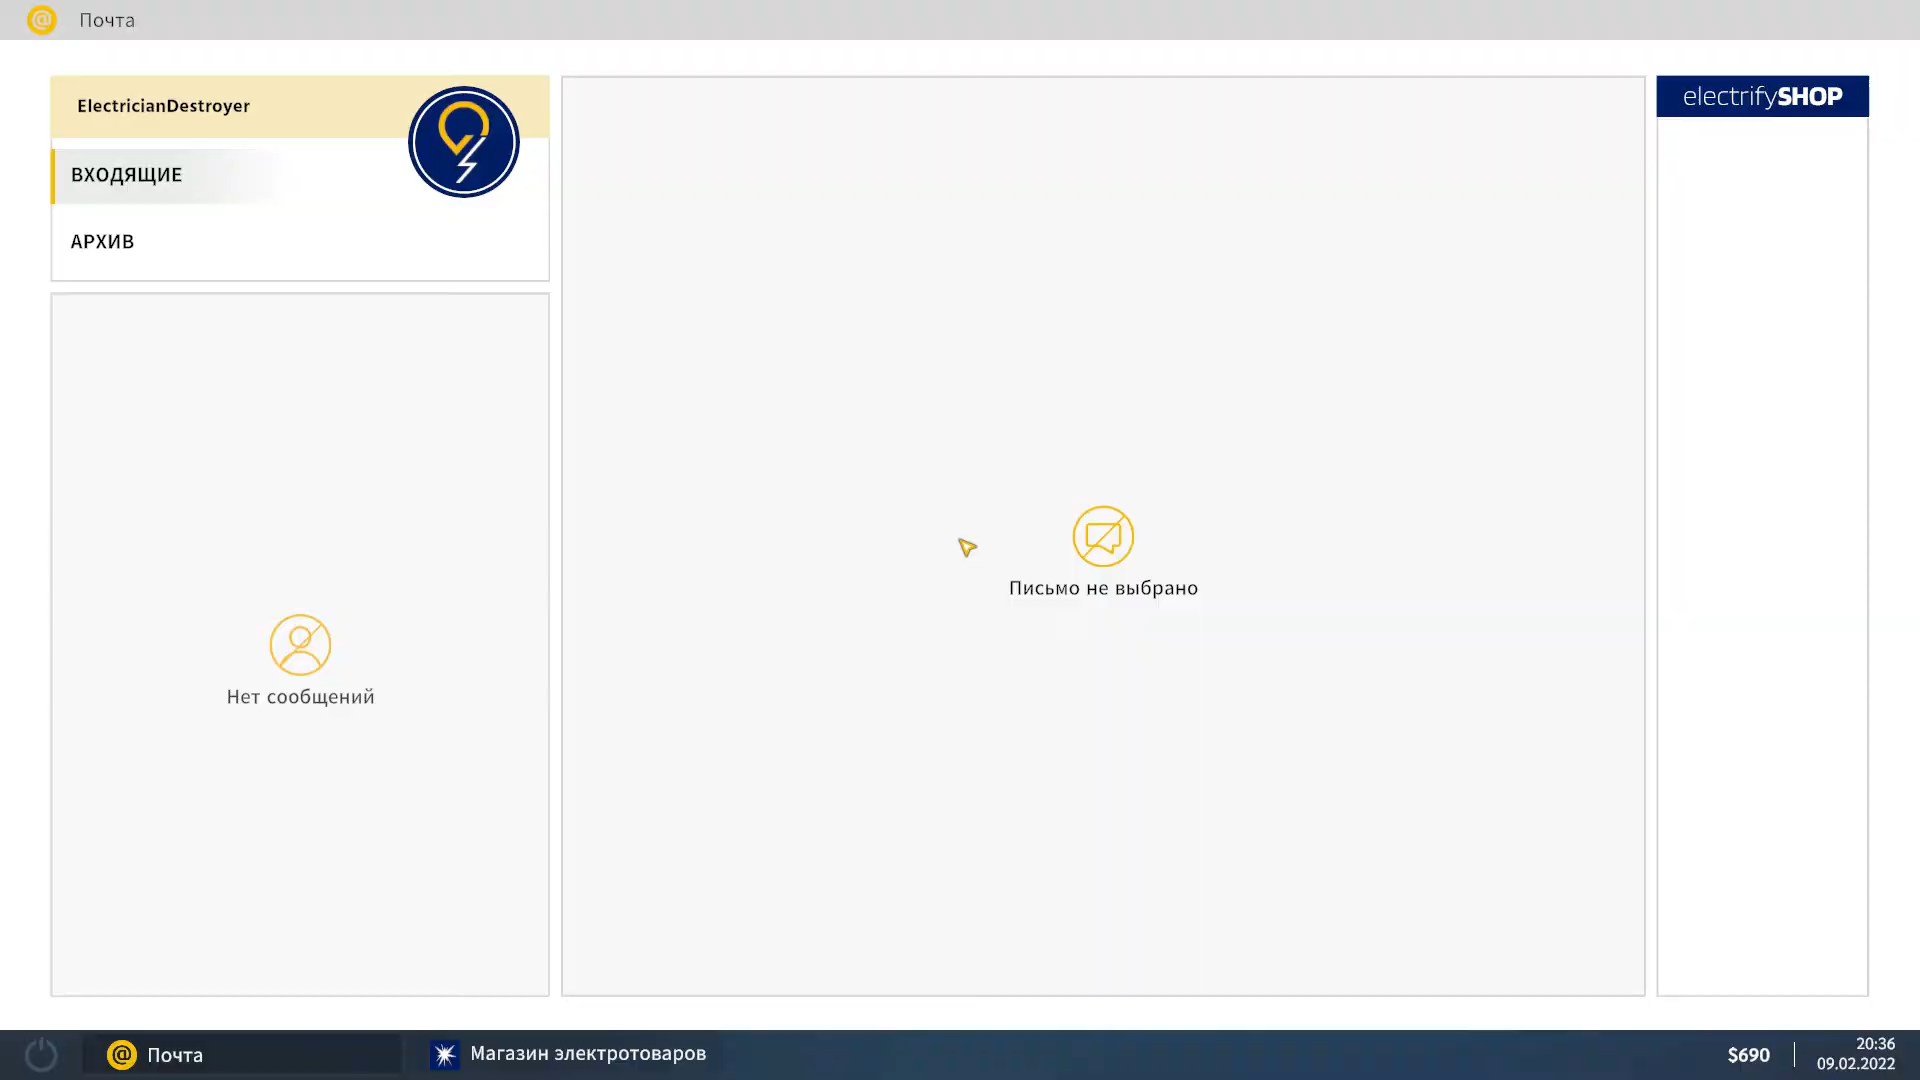 Почта
ElectricianDestroyer
ВХОДЯЩИЕ
АРХИВ
Нет сообщений
Письмо не выбрано
electrifySHOP
Почта
Магазин электротоваров
$690
20:36
09.02.2022